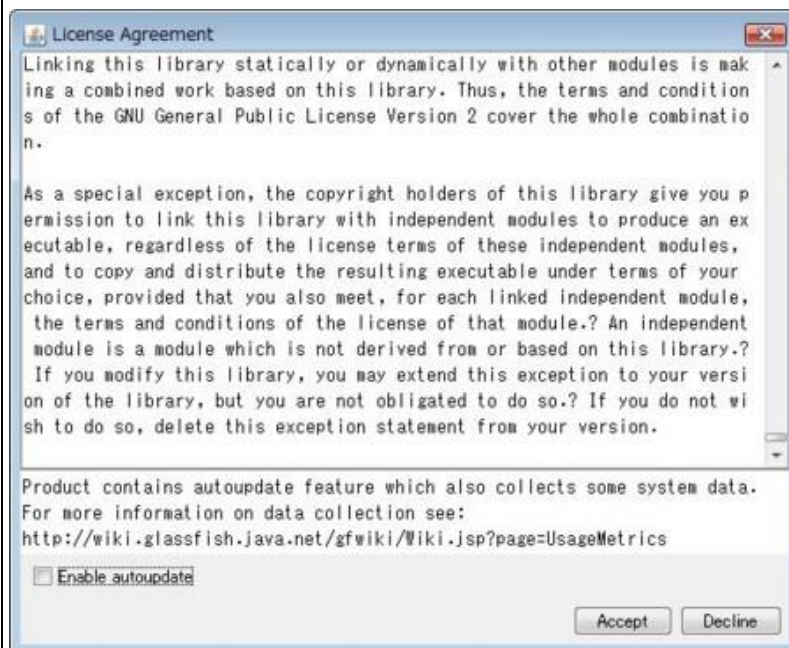 License Agreement
Linking this library statically or dynamically with other modules is mak
ing a combined work based on this library. Thus, the terms and condition
s of the GNU General Public License Version 2 cover the whole combinatio
n.
As a special exception, the copyright holders of this library give you p
ermission to link this library with independent modules to produce an ex
ecutable, regardless of the license terms of these independent modules,
and to copy and distribute the resulting executable under terms of your
choice, provided that you also meet, for each linked independent module,
the terms and conditions of the license of that module.? An independent
module is a module which is not derived from or based on this library.?
If you modify this library, you may extend this exception to your versi
on of the library, but you are not obligated to do so.? If you do not wi
sh to do so, delete this exception statement from your version.
Product contains autoupdate feature which also collects some system data.
For more information on data collection see:
http://wiki.glassfish.java.net/gfwiki/Wiki.jsp?page=UsageMetrics
Enable autoupdate
Accept Decline